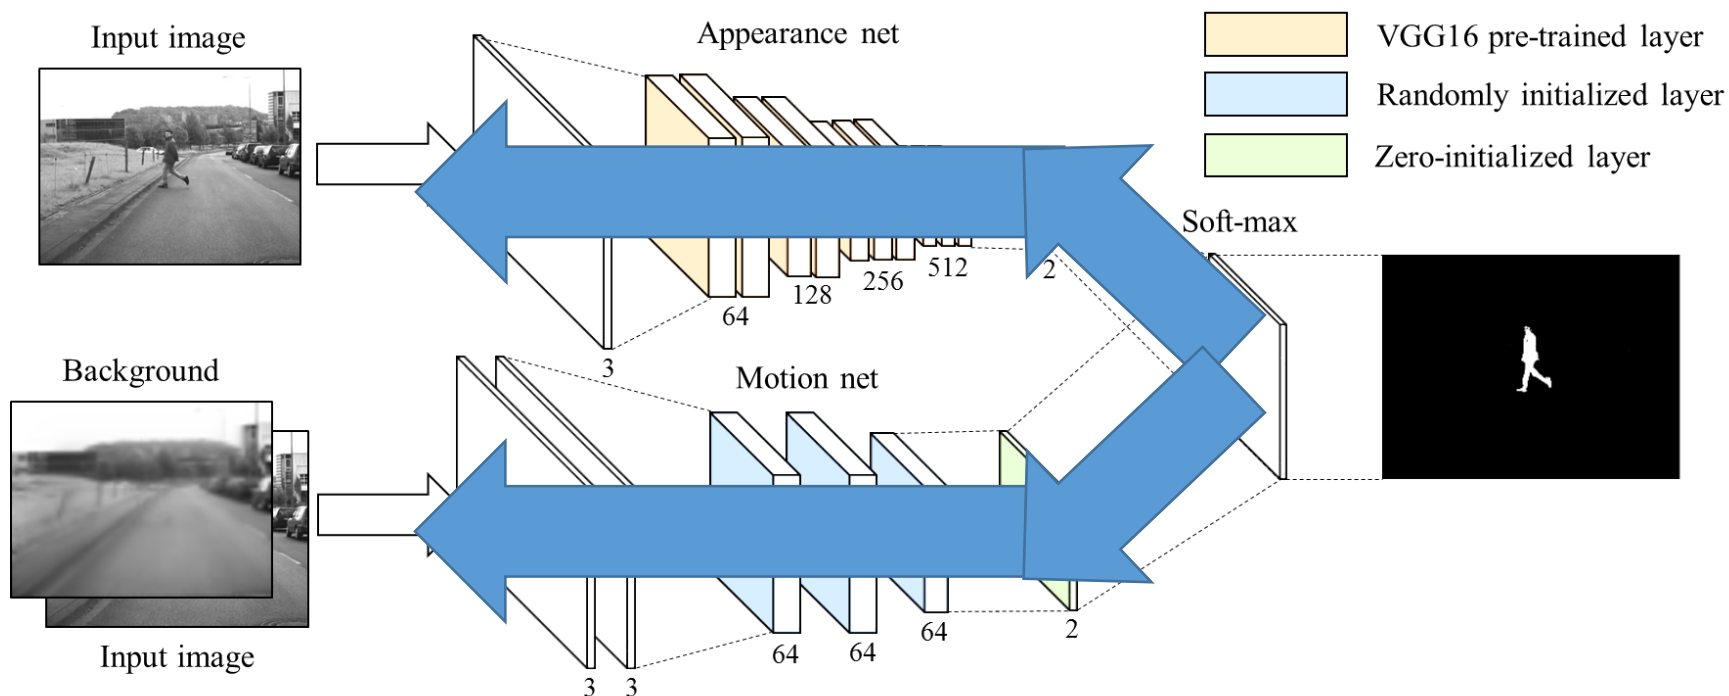 Input image
Appearance net
VGG16 pre-trained layer
Randomly initialized layer
Zero-initialized layer
Soft-max
64
128
256
512
2
3
Background
Motion net
Input image
3
3
64
64
64
2